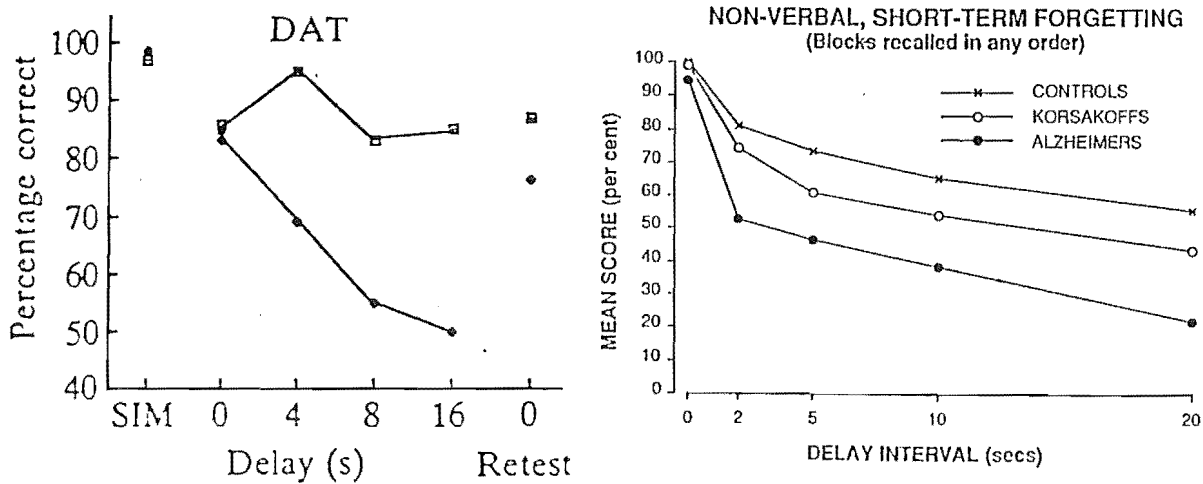 DAT
Percentage correct
100
90
80
70
60
50
40
SIM 0 4 8 16 0
Delay (s) Retest
NON-VERBAL, SHORT-TERM FORGETTING
(Blocks recalled in any order)
MEAN SCORE (per cent)
100
90
80
70
60
50
40
30
20
10
0
CONTROLS
KORSAKOFFS
ALZHEIMERS
0 2 5 10 20
DELAY INTERVAL (secs)